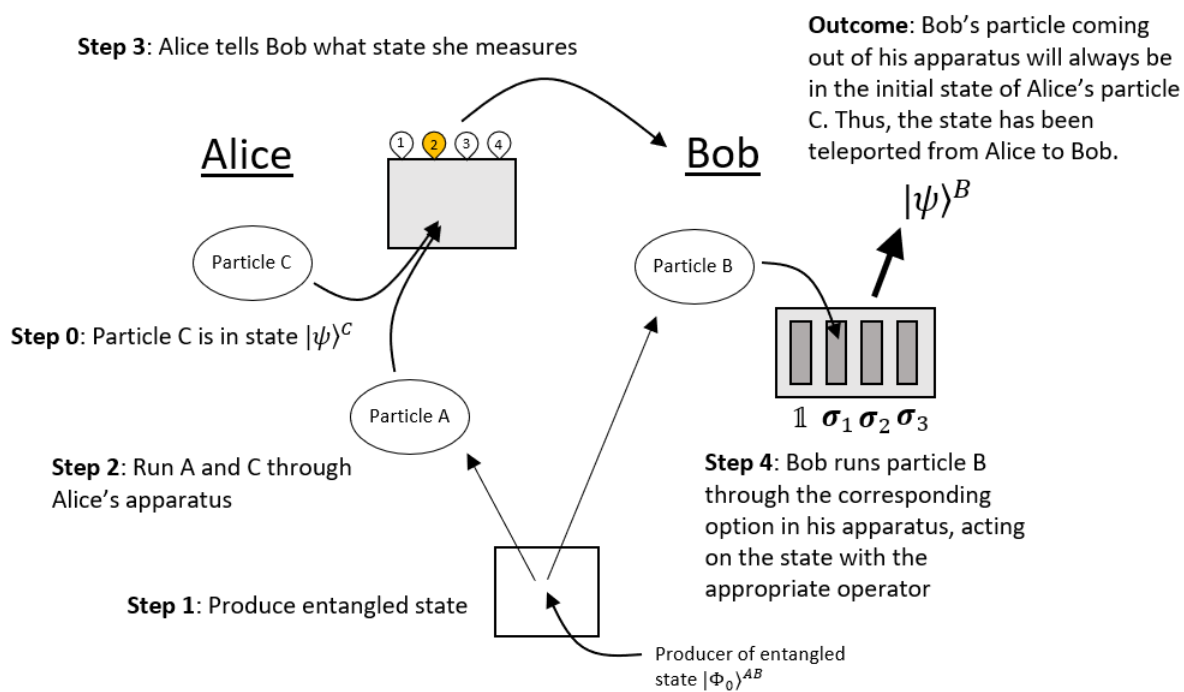 Step 3: Alice tells Bob what state she measures
Outcome: Bob's particle coming
out of his apparatus will always be
in the initial state of Alice's particle
C. Thus, the state has been
teleported from Alice to Bob.
1 2 3 4
Alice
Bob
|ψ⟩ᴮ
Particle C
Particle B
Step 0: Particle C is in state |ψ⟩ᶜ
Particle A
𝟙 σ₁ σ₂ σ₃
Step 2: Run A and C through
Alice's apparatus
Step 4: Bob runs particle B
through the corresponding
option in his apparatus, acting
on the state with the
appropriate operator
Step 1: Produce entangled state
Producer of entangled
state |Φ₀⟩ᴬᴮ